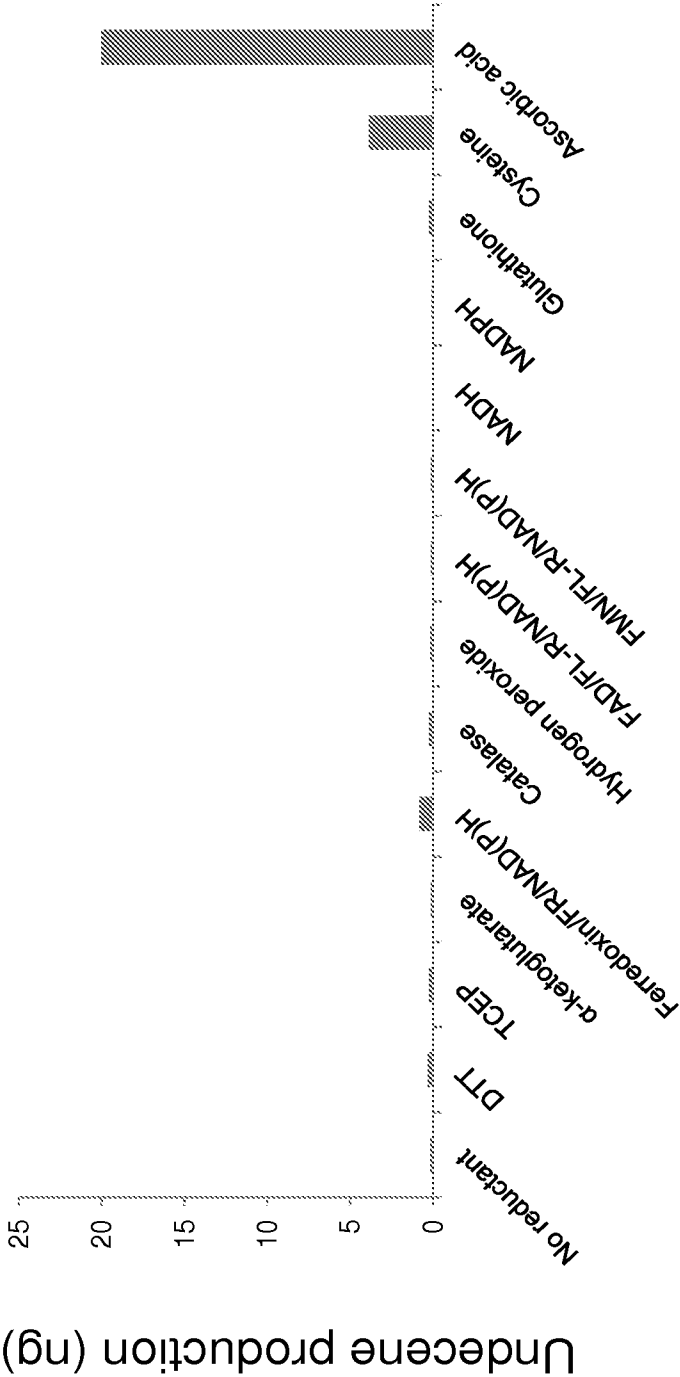 Undecene production (ng)
25
20
15
10
5
0
No reductant
DTT
TCEP
α-ketoglutarate
Ferredoxin/FR/NAD(P)H
Catalase
Hydrogen peroxide
FAD/FL-R/NAD(P)H
FMN/FL-R/NAD(P)H
NADH
NADPH
Glutathione
Cysteine
Ascorbic acid